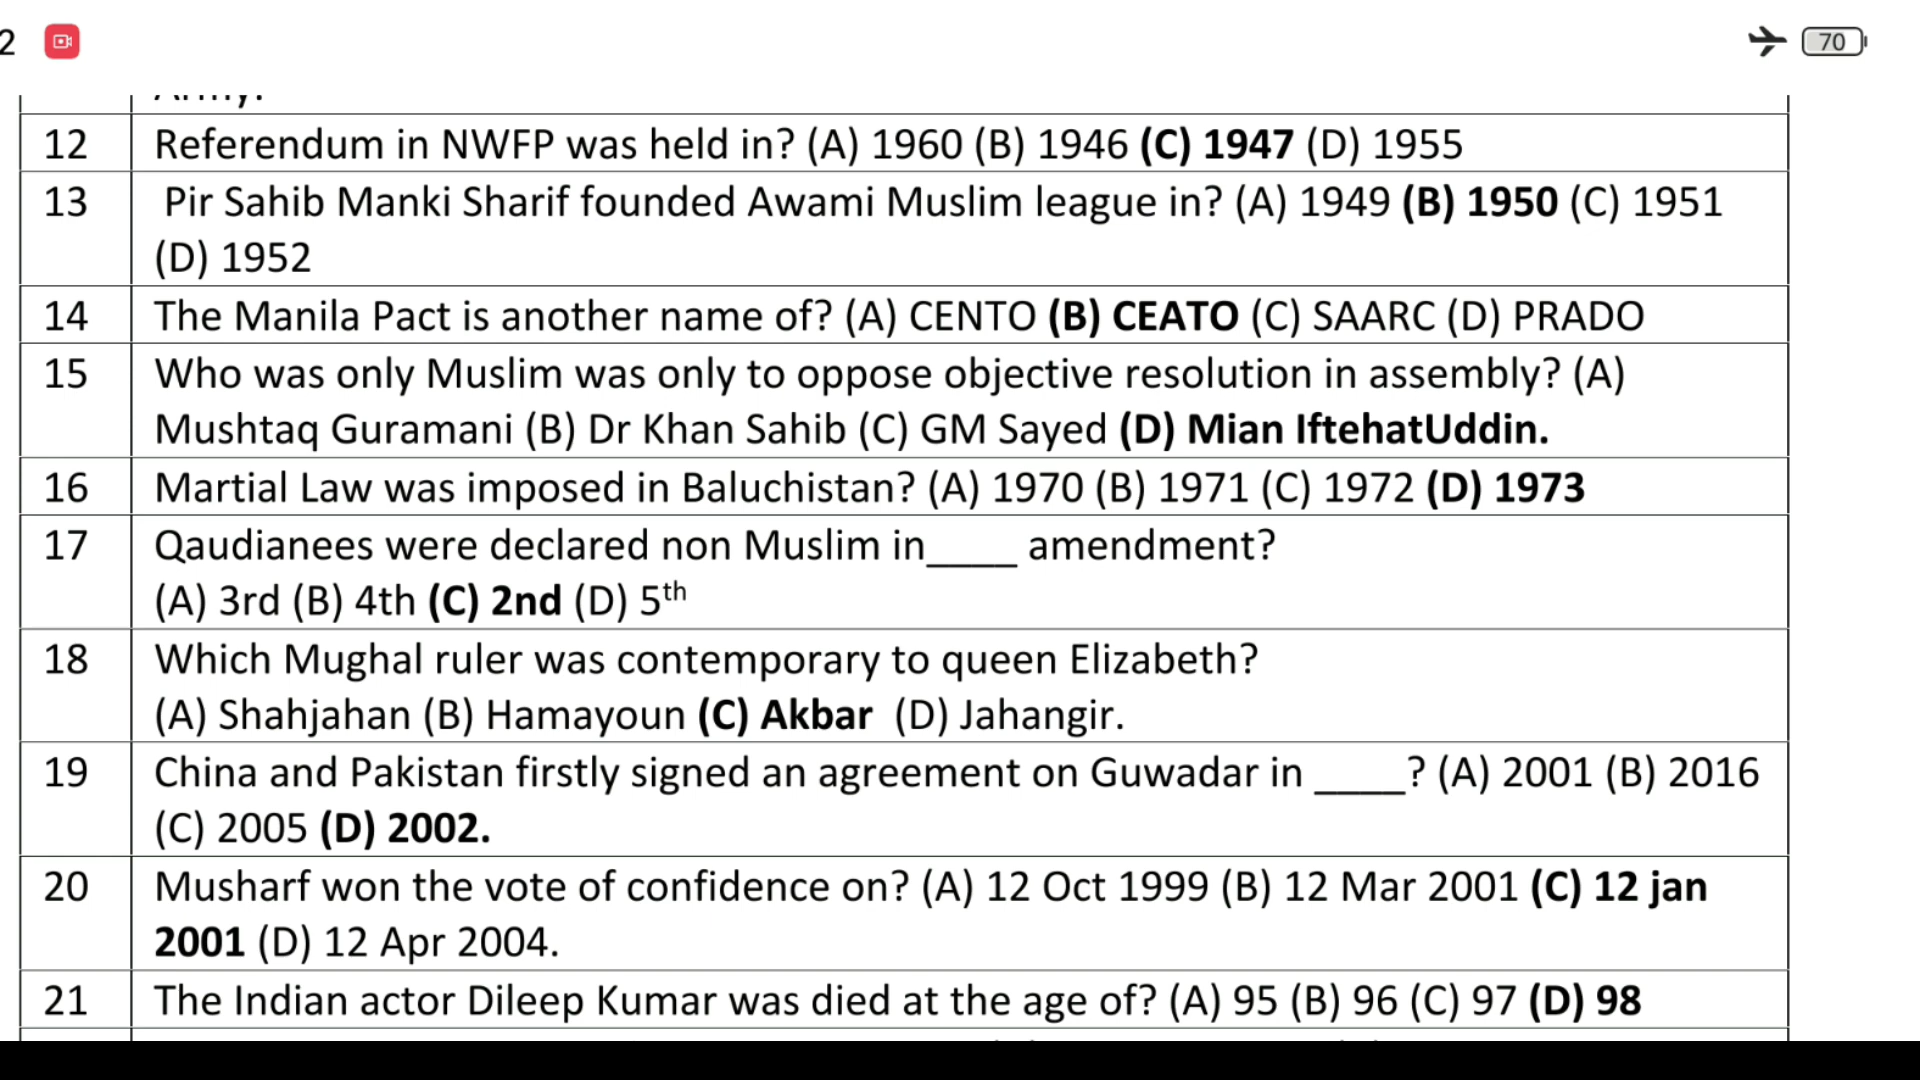 2
70
12 Referendum in NWFP was held in? (A) 1960 (B) 1946 (C) 1947 (D) 1955
13 Pir Sahib Manki Sharif founded Awami Muslim league in? (A) 1949 (B) 1950 (C) 1951
(D) 1952
14 The Manila Pact is another name of? (A) CENTO (B) CEATO (C) SAARC (D) PRADO
15 Who was only Muslim was only to oppose objective resolution in assembly? (A)
Mushtaq Guramani (B) Dr Khan Sahib (C) GM Sayed (D) Mian IftehatUddin.
16 Martial Law was imposed in Baluchistan? (A) 1970 (B) 1971 (C) 1972 (D) 1973
17 Qaudianees were declared non Muslim in____ amendment?
(A) 3rd (B) 4th (C) 2nd (D) 5th
18 Which Mughal ruler was contemporary to queen Elizabeth?
(A) Shahjahan (B) Hamayoun (C) Akbar (D) Jahangir.
19 China and Pakistan firstly signed an agreement on Guwadar in ____? (A) 2001 (B) 2016
(C) 2005 (D) 2002.
20 Musharf won the vote of confidence on? (A) 12 Oct 1999 (B) 12 Mar 2001 (C) 12 jan
2001 (D) 12 Apr 2004.
21 The Indian actor Dileep Kumar was died at the age of? (A) 95 (B) 96 (C) 97 (D) 98